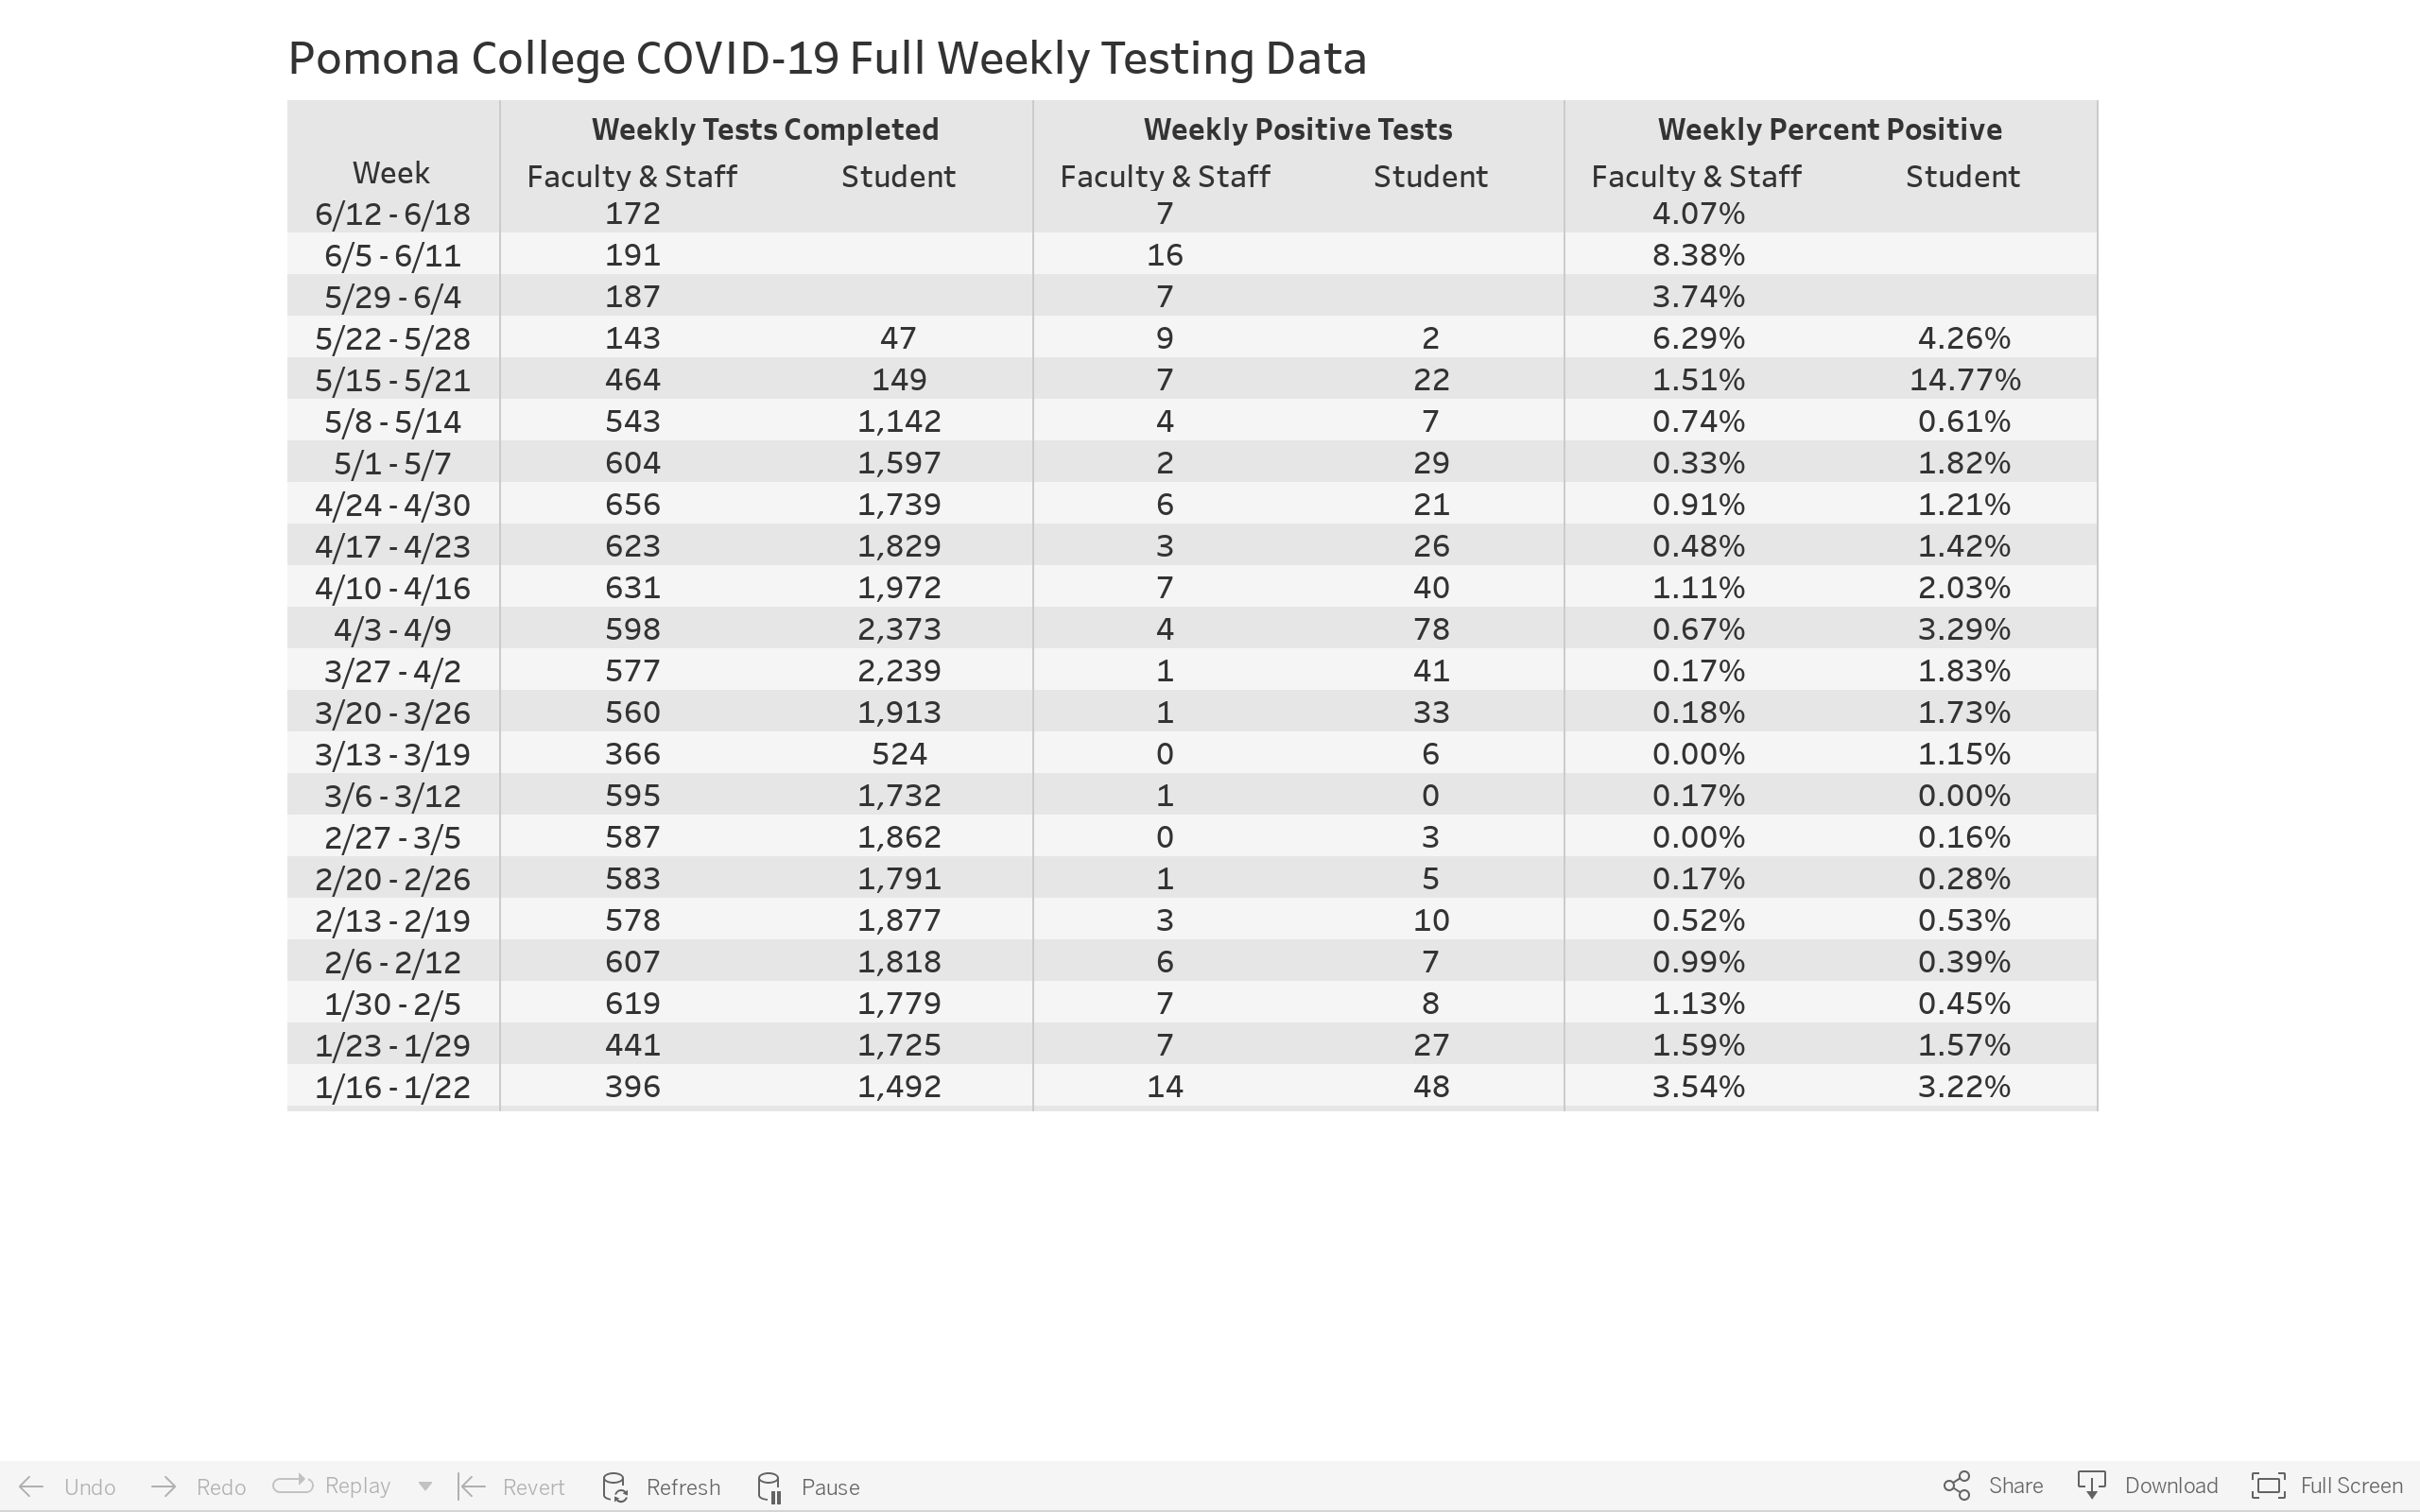 Pomona College COVID-19 Full Weekly Testing Data
Weekly Tests Completed Weekly Positive Tests Weekly Percent Positive
Week Faculty & Staff Student Faculty & Staff Student Faculty & Staff Student
6/12 - 6/18 172 7 4.07%
6/5 - 6/11 191 16 8.38%
5/29 - 6/4 187 7 3.74%
5/22 - 5/28 143 47 9 2 6.29% 4.26%
5/15 - 5/21 464 149 7 22 1.51% 14.77%
5/8 - 5/14 543 1,142 4 7 0.74% 0.61%
5/1 - 5/7 604 1,597 2 29 0.33% 1.82%
4/24 - 4/30 656 1,739 6 21 0.91% 1.21%
4/17 - 4/23 623 1,829 3 26 0.48% 1.42%
4/10 - 4/16 631 1,972 7 40 1.11% 2.03%
4/3 - 4/9 598 2,373 4 78 0.67% 3.29%
3/27 - 4/2 577 2,239 1 41 0.17% 1.83%
3/20 - 3/26 560 1,913 1 33 0.18% 1.73%
3/13 - 3/19 366 524 0 6 0.00% 1.15%
3/6 - 3/12 595 1,732 1 0 0.17% 0.00%
2/27 - 3/5 587 1,862 0 3 0.00% 0.16%
2/20 - 2/26 583 1,791 1 5 0.17% 0.28%
2/13 - 2/19 578 1,877 3 10 0.52% 0.53%
2/6 - 2/12 607 1,818 6 7 0.99% 0.39%
1/30 - 2/5 619 1,779 7 8 1.13% 0.45%
1/23 - 1/29 441 1,725 7 27 1.59% 1.57%
1/16 - 1/22 396 1,492 14 48 3.54% 3.22%
Undo Redo Replay Revert Refresh Pause Share Download Full Screen